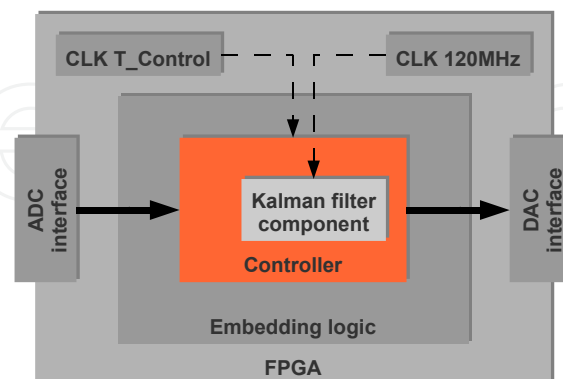 CLK T_Control
CLK 120MHz
ADC
interface
Kalman filter
component
Controller
DAC
interface
Embedding logic
FPGA